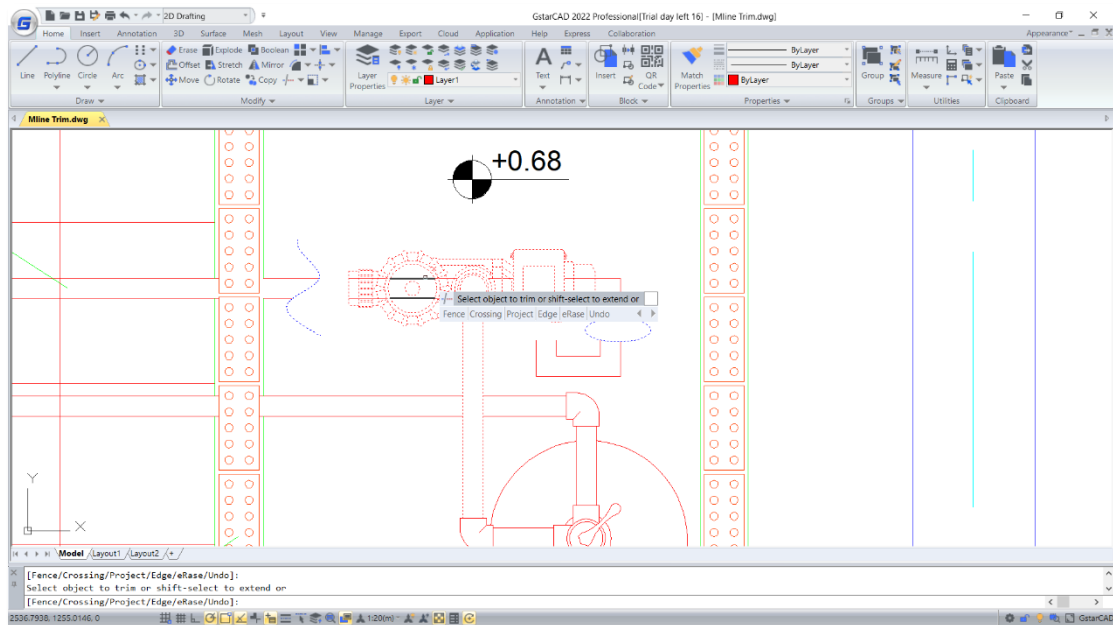 2D Drafting
GstarCAD 2022 Professional[Trial day left 16] - [Mline Trim.dwg]
Home Insert Annotation 3D Surface Mesh Layout View Manage Export Cloud Application Help Express Collaboration Appearance
Line Polyline Circle Arc
Erase Explode Boolean
Offset Stretch Mirror
Move Rotate Copy
Layer Properties
Layer1
Text
Insert
QR Code
Match Properties
ByLayer
ByLayer
ByLayer
Group
Measure
Paste
Draw Modify Layer Annotation Block Properties Groups Utilities Clipboard
Mline Trim.dwg
+0.68
Select object to trim or shift-select to extend or
Fence Crossing Project Edge eRase Undo
Y
X
Model Layout1 Layout2 +
[Fence/Crossing/Project/Edge/eRase/Undo]:
Select object to trim or shift-select to extend or
[Fence/Crossing/Project/Edge/eRase/Undo]:
2536.7938, 1255.0146, 0
1:20(m)
GstarCAD